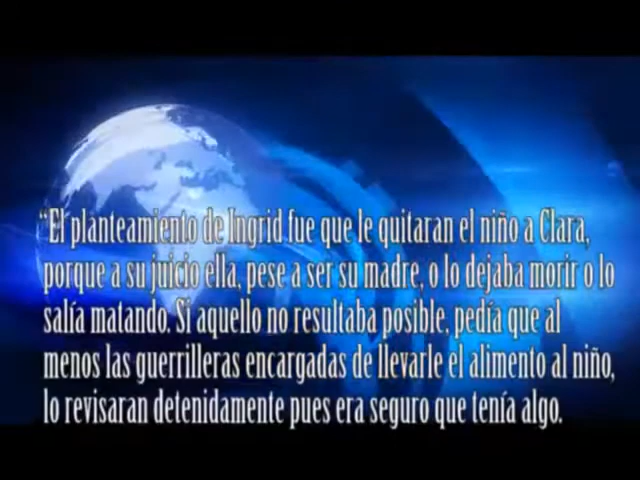 “El planteamiento de Ingrid fue que le quitaran el niño a Clara,
porque a su juicio ella, pese a ser su madre, o lo dejaba morir o lo
salía matando. Si aquello no resultaba posible, pedía que al
menos las guerrilleras encargadas de llevarle el alimento al niño,
lo revisaran detenidamente pues era seguro que tenía algo.